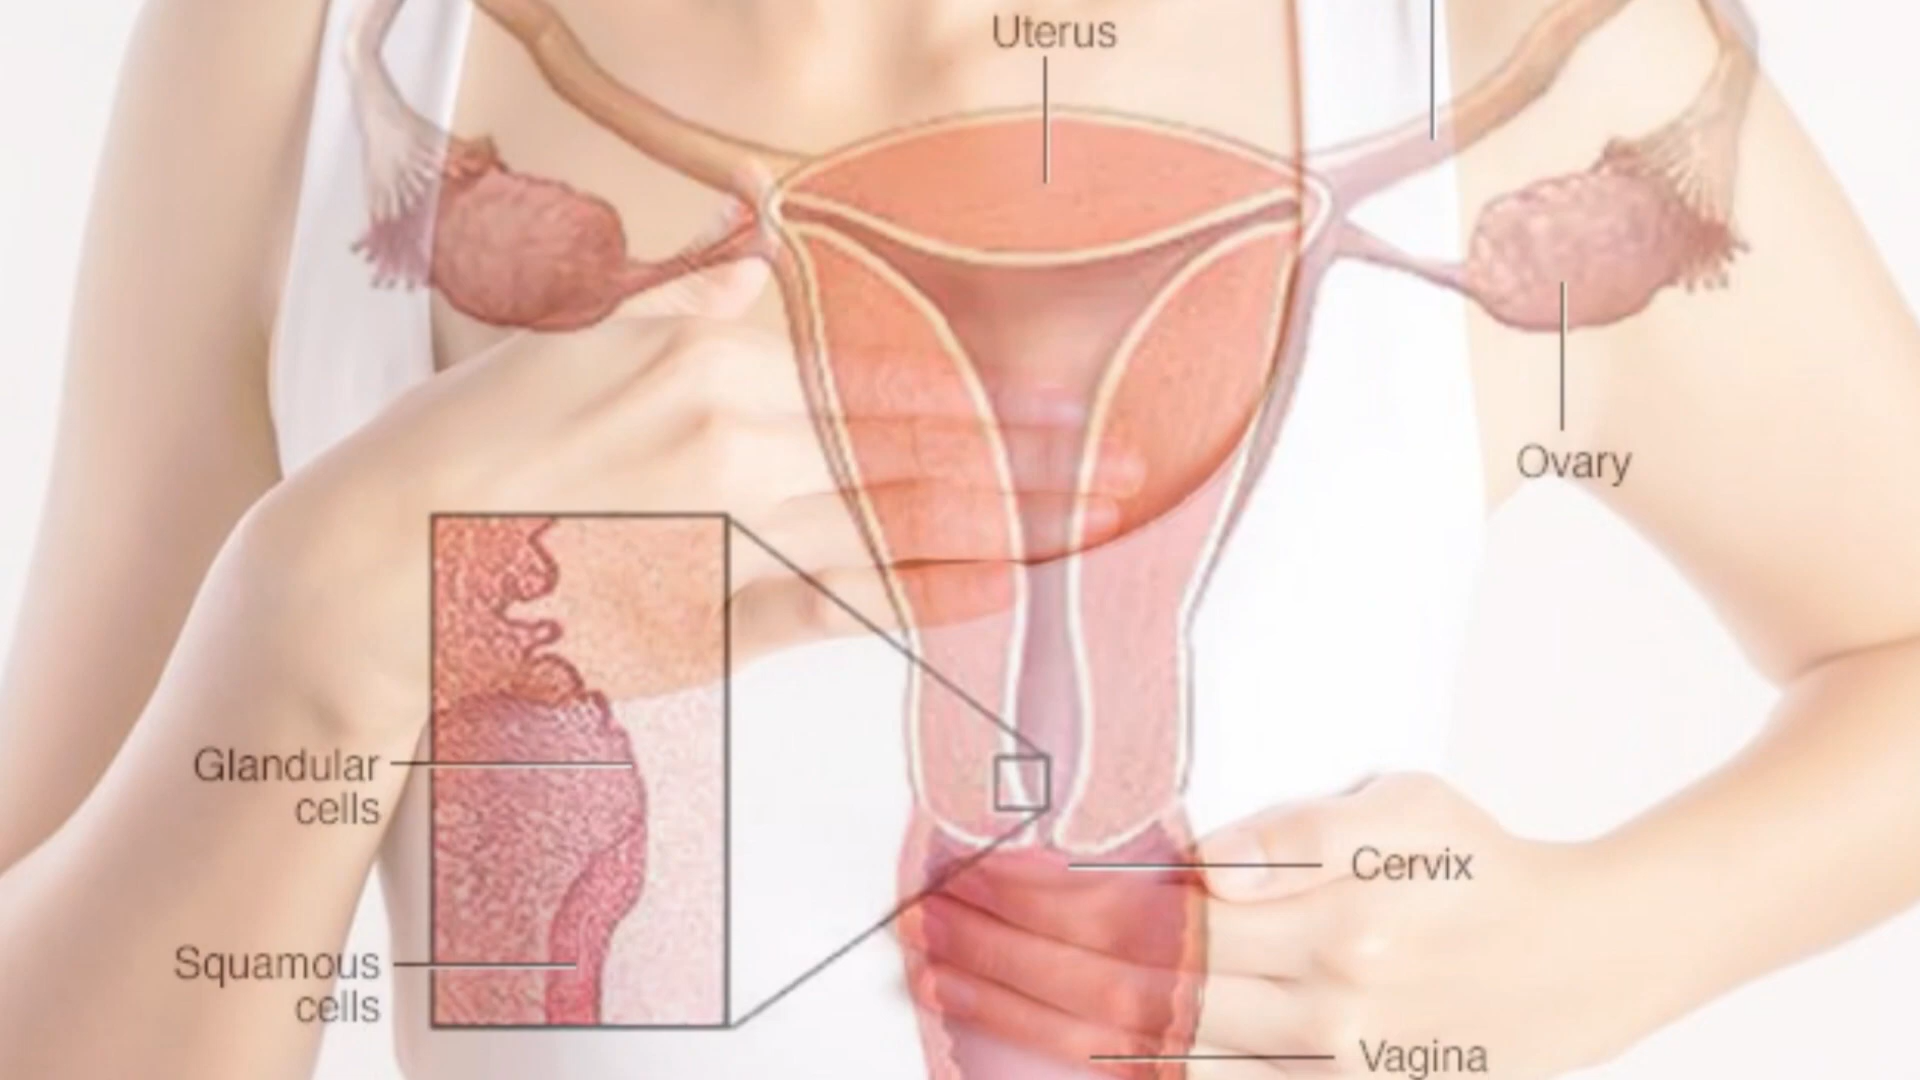 Uterus
Ovary
Glandular
cells
Cervix
Squamous
cells
Vagina